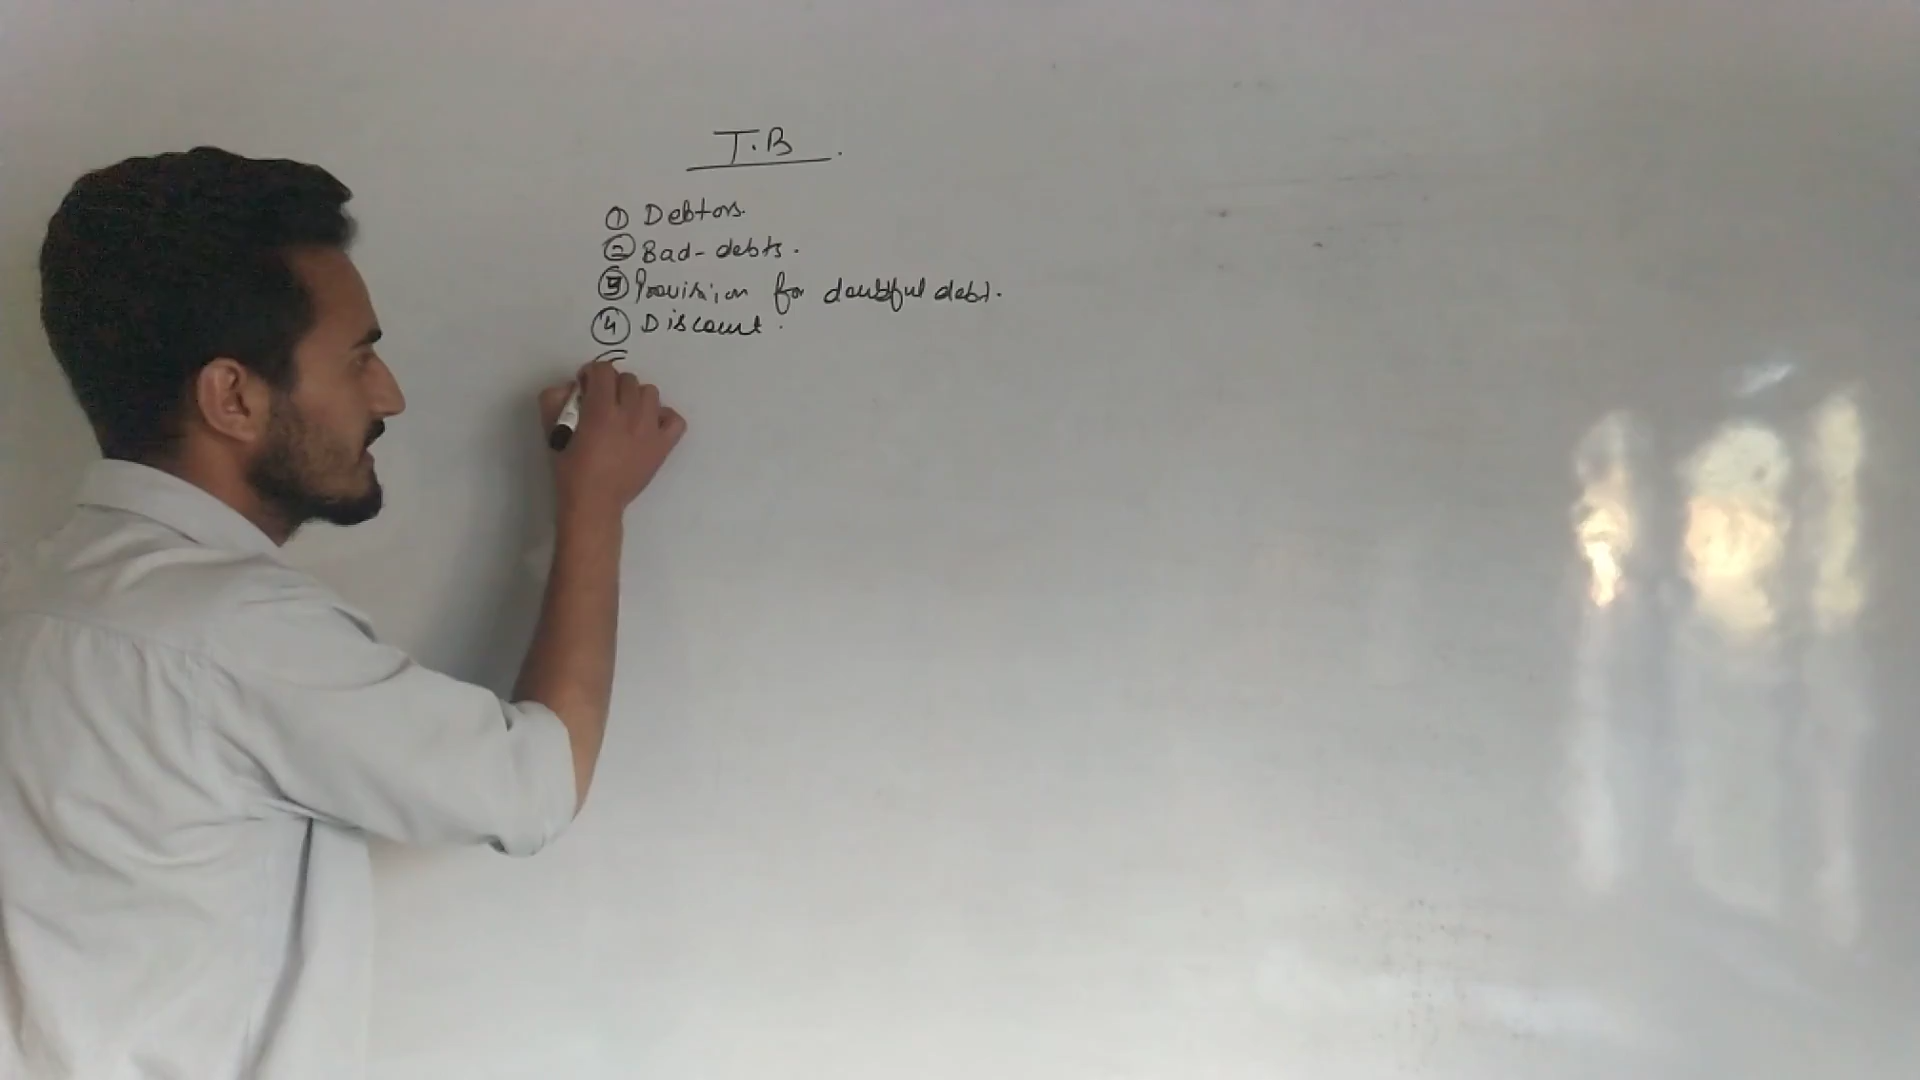 T.B.
① Debtors.
② Bad-debts.
③ Provision for doubtful debt.
④ Discount.